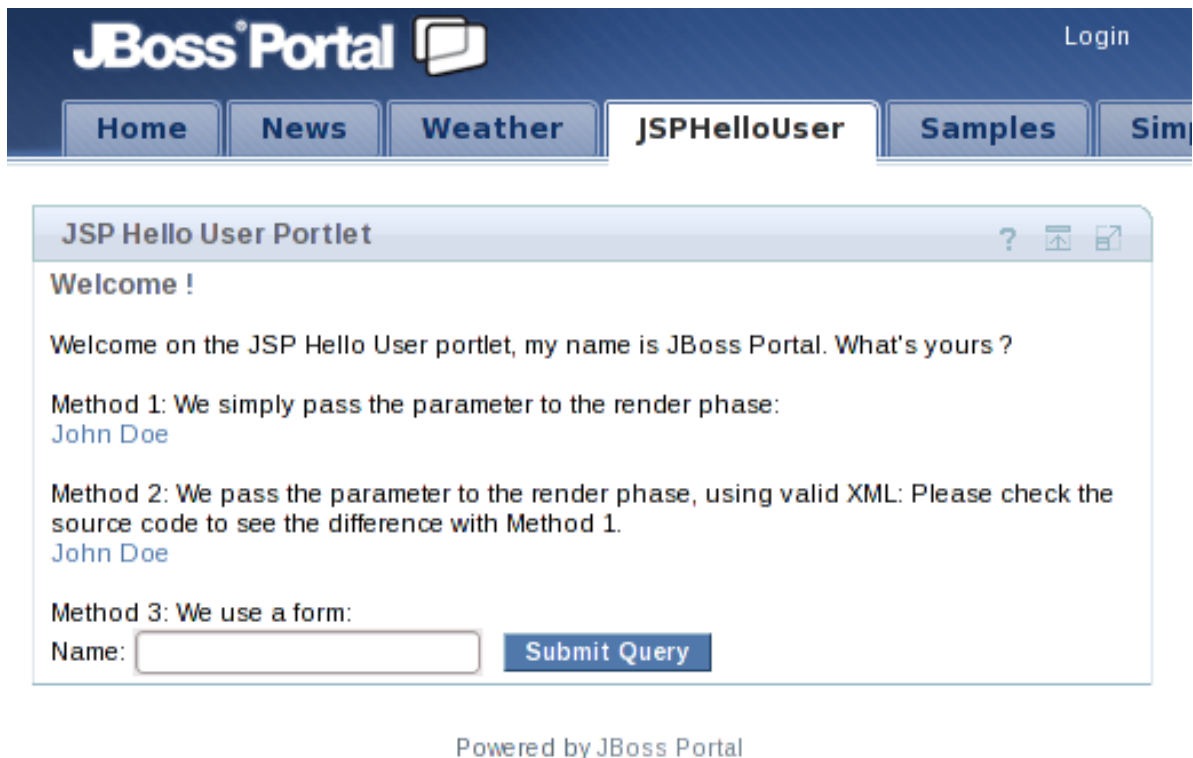 JBoss® Portal
Login
Home News Weather JSPHelloUser Samples
JSP Hello User Portlet ?
Welcome !
Welcome on the JSP Hello User portlet, my name is JBoss Portal. What's yours ?
Method 1: We simply pass the parameter to the render phase:
John Doe
Method 2: We pass the parameter to the render phase, using valid XML: Please check the
source code to see the difference with Method 1.
John Doe
Method 3: We use a form:
Name: Submit Query
Powered by JBoss Portal